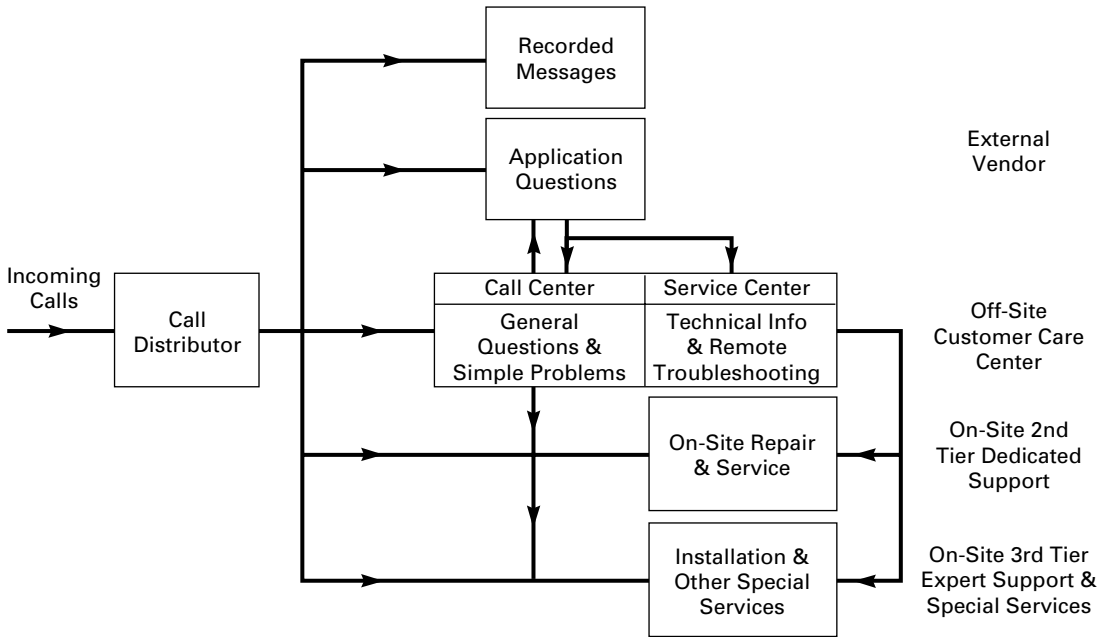 Recorded
Messages
Application
Questions
External
Vendor
Incoming
Calls
Call
Distributor
Call Center
Service Center
General
Questions &
Simple Problems
Technical Info
& Remote
Troubleshooting
Off-Site
Customer Care
Center
On-Site Repair
& Service
On-Site 2nd
Tier Dedicated
Support
Installation &
Other Special
Services
On-Site 3rd Tier
Expert Support &
Special Services